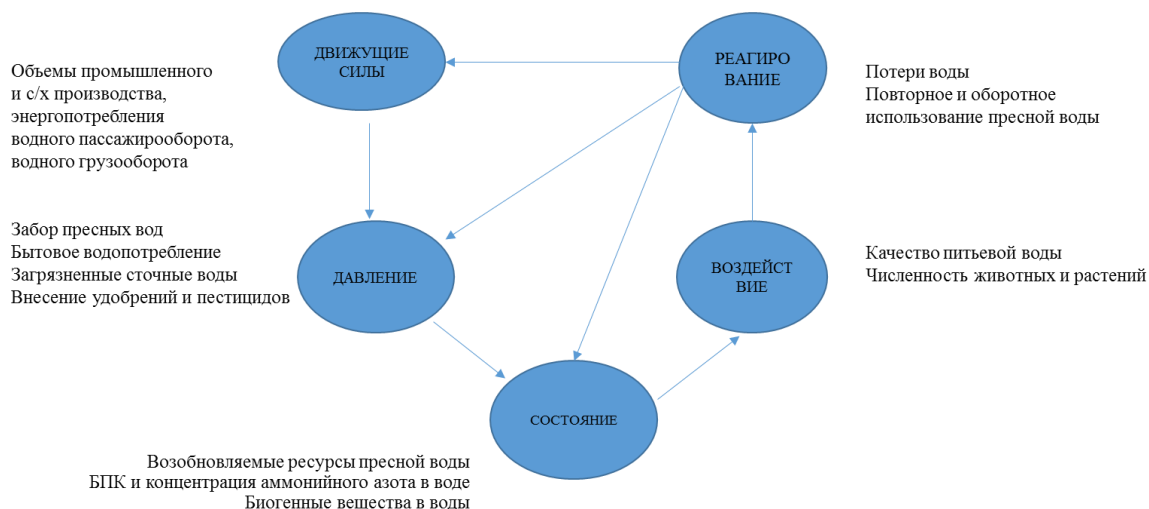 ДВИЖУЩИЕ
СИЛЫ
РЕАГИРО
ВАНИЕ
Объемы промышленного
и с/х производства,
энергопотребления
водного пассажирооборота,
водного грузооборота
Потери воды
Повторное и оборотное
использование пресной воды
Забор пресных вод
Бытовое водопотребление
Загрязненные сточные воды
Внесение удобрений и пестицидов
ДАВЛЕНИЕ
ВОЗДЕЙСТ
ВИЕ
Качество питьевой воды
Численность животных и растений
СОСТОЯНИЕ
Возобновляемые ресурсы пресной воды
БПК и концентрация аммонийного азота в воде
Биогенные вешества в воды